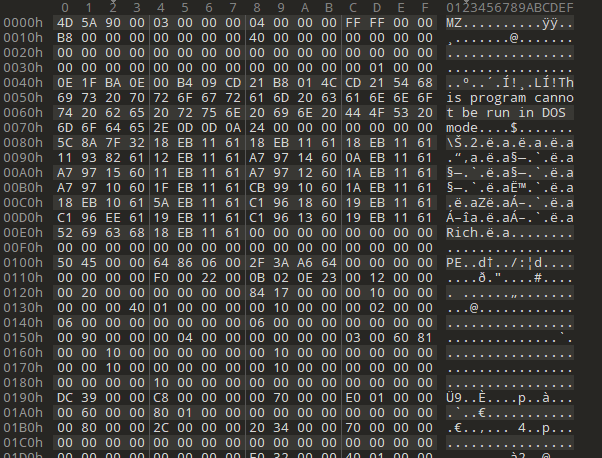 0 1 2 3 4 5 6 7 8 9 A B C D E F 0123456789ABCDEF
0000h 4D 5A 90 00 03 00 00 00 04 00 00 00 FF FF 00 00 MZ..........ÿÿ..
0010h B8 00 00 00 00 00 00 00 40 00 00 00 00 00 00 00 ¸.......@.......
0020h 00 00 00 00 00 00 00 00 00 00 00 00 00 00 00 00 ................
0030h 00 00 00 00 00 00 00 00 00 00 00 00 00 01 00 00 ................
0040h 0E 1F BA 0E 00 B4 09 CD 21 B8 01 4C CD 21 54 68 ..º..´.Í!¸.LÍ!Th
0050h 69 73 20 70 72 6F 67 72 61 6D 20 63 61 6E 6E 6F is program canno
0060h 74 20 62 65 20 72 75 6E 20 69 6E 20 44 4F 53 20 t be run in DOS
0070h 6D 6F 64 65 2E 0D 0D 0A 24 00 00 00 00 00 00 00 mode....$.......
0080h 5C 8A 7F 32 18 EB 11 61 18 EB 11 61 18 EB 11 61 \Š.2.ë.a.ë.a.ë.a
0090h 11 93 82 61 12 EB 11 61 A7 97 14 60 0A EB 11 61 .“‚a.ë.a§—.`.ë.a
00A0h A7 97 15 60 11 EB 11 61 A7 97 12 60 1A EB 11 61 §—.`.ë.a§—.`.ë.a
00B0h A7 97 10 60 1F EB 11 61 CB 99 10 60 1A EB 11 61 §—.`.ë.aË™.`.ë.a
00C0h 18 EB 10 61 5A EB 11 61 C1 96 18 60 19 EB 11 61 .ë.aZë.aÁ–.`.ë.a
00D0h C1 96 EE 61 19 EB 11 61 C1 96 13 60 19 EB 11 61 Á–îa.ë.aÁ–.`.ë.a
00E0h 52 69 63 68 18 EB 11 61 00 00 00 00 00 00 00 00 Rich.ë.a........
00F0h 00 00 00 00 00 00 00 00 00 00 00 00 00 00 00 00 ................
0100h 50 45 00 00 64 86 06 00 2F 3A A6 64 00 00 00 00 PE..d†../:¦d....
0110h 00 00 00 00 F0 00 22 00 0B 02 0E 23 00 12 00 00 ....ð."....#....
0120h 00 20 00 00 00 00 00 00 84 17 00 00 00 10 00 00 . ......„.......
0130h 00 00 00 40 01 00 00 00 00 10 00 00 00 02 00 00 ...@............
0140h 06 00 00 00 00 00 00 00 06 00 00 00 00 00 00 00 ................
0150h 00 90 00 00 00 04 00 00 00 00 00 00 03 00 60 81 ..............`.
0160h 00 00 10 00 00 00 00 00 00 10 00 00 00 00 00 00 ................
0170h 00 00 10 00 00 00 00 00 00 10 00 00 00 00 00 00 ................
0180h 00 00 00 00 10 00 00 00 00 00 00 00 00 00 00 00 ................
0190h DC 39 00 00 C8 00 00 00 00 70 00 00 E0 01 00 00 Ü9..È....p..à...
01A0h 00 60 00 00 80 01 00 00 00 00 00 00 00 00 00 00 .`..€...........
01B0h 00 80 00 00 2C 00 00 00 20 34 00 00 70 00 00 00 .€..,... 4..p...
01C0h 00 00 00 00 00 00 00 00 00 00 00 00 00 00 00 00 ................